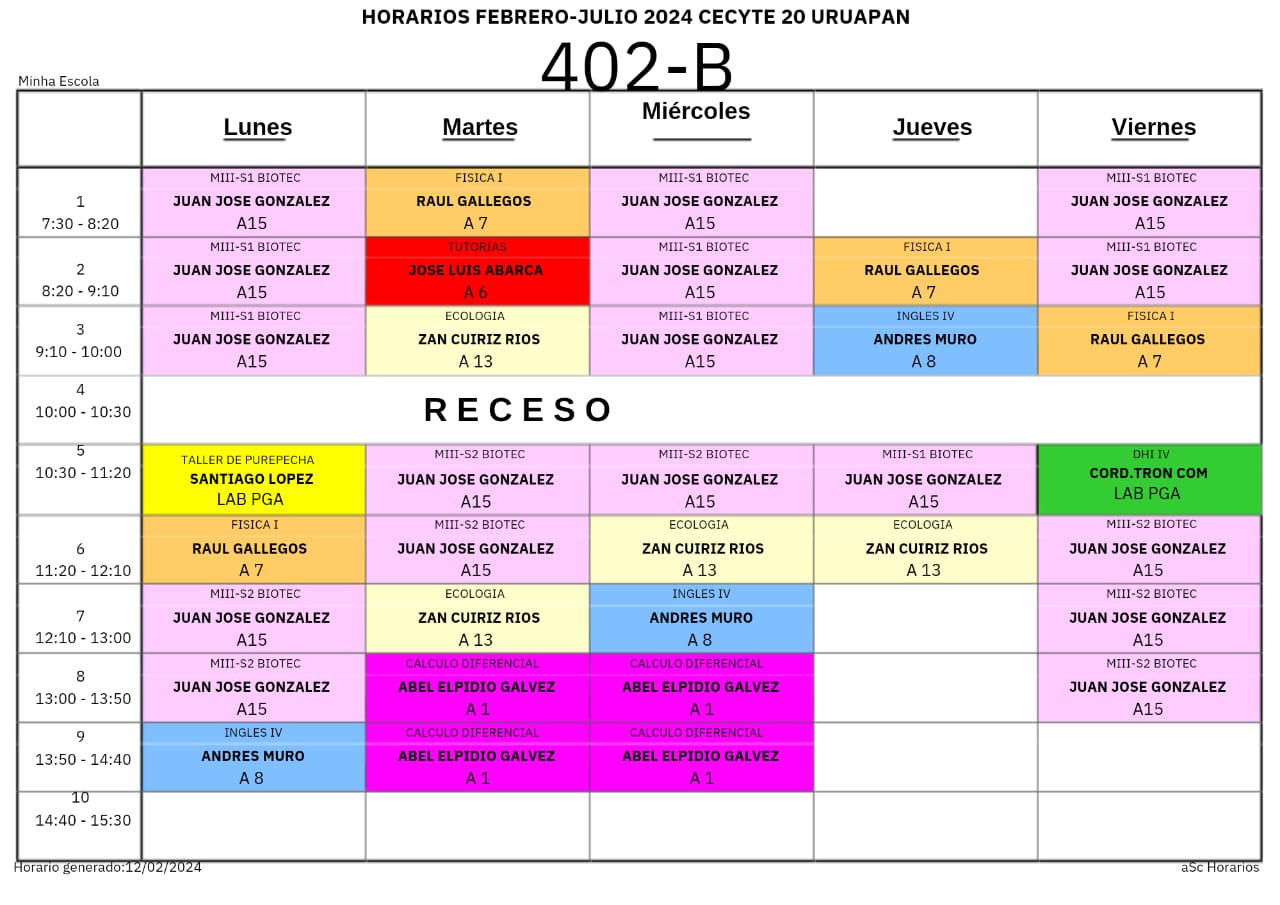 HORARIOS FEBRERO-JULIO 2024 CECYTE 20 URUAPAN
402-B
Minha Escola
Lunes
Martes
Miércoles
Jueves
Viernes
1
7:30 - 8:20
MIII-S1 BIOTEC
JUAN JOSE GONZALEZ
A15
FISICA I
RAUL GALLEGOS
A 7
MIII-S1 BIOTEC
JUAN JOSE GONZALEZ
A15
MIII-S1 BIOTEC
JUAN JOSE GONZALEZ
A15
2
8:20 - 9:10
MIII-S1 BIOTEC
JUAN JOSE GONZALEZ
A15
TUTORIAS
JOSE LUIS ABARCA
A 6
MIII-S1 BIOTEC
JUAN JOSE GONZALEZ
A15
FISICA I
RAUL GALLEGOS
A 7
MIII-S1 BIOTEC
JUAN JOSE GONZALEZ
A15
3
9:10 - 10:00
MIII-S1 BIOTEC
JUAN JOSE GONZALEZ
A15
ECOLOGIA
ZAN CUIRIZ RIOS
A 13
MIII-S1 BIOTEC
JUAN JOSE GONZALEZ
A15
INGLES IV
ANDRES MURO
A 8
FISICA I
RAUL GALLEGOS
A 7
4
10:00 - 10:30
RECESO
5
10:30 - 11:20
TALLER DE PUREPECHA
SANTIAGO LOPEZ
LAB PGA
MIII-S2 BIOTEC
JUAN JOSE GONZALEZ
A15
MIII-S2 BIOTEC
JUAN JOSE GONZALEZ
A15
MIII-S1 BIOTEC
JUAN JOSE GONZALEZ
A15
DHI IV
CORD.TRON COM
LAB PGA
6
11:20 - 12:10
FISICA I
RAUL GALLEGOS
A 7
MIII-S2 BIOTEC
JUAN JOSE GONZALEZ
A15
ECOLOGIA
ZAN CUIRIZ RIOS
A 13
ECOLOGIA
ZAN CUIRIZ RIOS
A 13
MIII-S2 BIOTEC
JUAN JOSE GONZALEZ
A15
7
12:10 - 13:00
MIII-S2 BIOTEC
JUAN JOSE GONZALEZ
A15
ECOLOGIA
ZAN CUIRIZ RIOS
A 13
INGLES IV
ANDRES MURO
A 8
MIII-S2 BIOTEC
JUAN JOSE GONZALEZ
A15
8
13:00 - 13:50
MIII-S2 BIOTEC
JUAN JOSE GONZALEZ
A15
CALCULO DIFERENCIAL
ABEL ELPIDIO GALVEZ
A 1
CALCULO DIFERENCIAL
ABEL ELPIDIO GALVEZ
A 1
MIII-S2 BIOTEC
JUAN JOSE GONZALEZ
A15
9
13:50 - 14:40
INGLES IV
ANDRES MURO
A 8
CALCULO DIFERENCIAL
ABEL ELPIDIO GALVEZ
A 1
CALCULO DIFERENCIAL
ABEL ELPIDIO GALVEZ
A 1
10
14:40 - 15:30
Horario generado:12/02/2024
aSc Horarios